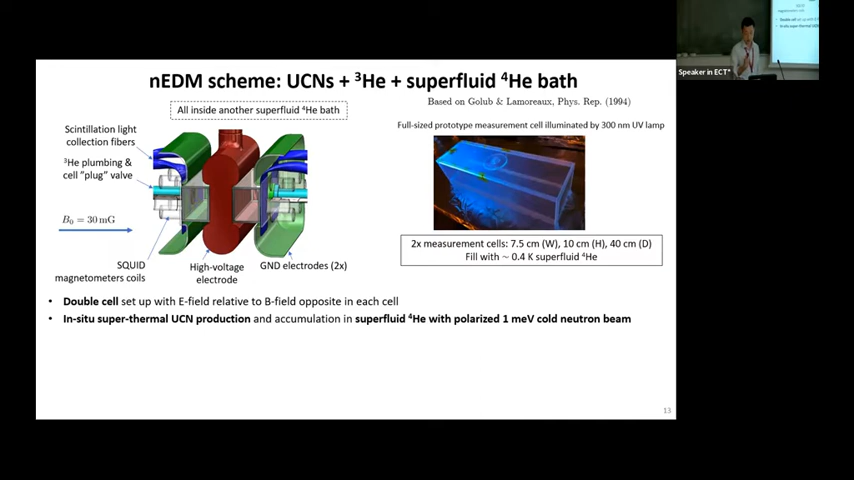 nEDM scheme: UCNs + ³He + superfluid ⁴He bath
All inside another superfluid ⁴He bath
Based on Golub & Lamoreaux, Phys. Rep. (1994)
Scintillation light
collection fibers
³He plumbing &
cell "plug" valve
B₀ = 30 mG
SQUID
magnetometers coils
High-voltage
electrode
GND electrodes (2x)
Full-sized prototype measurement cell illuminated by 300 nm UV lamp
2x measurement cells: 7.5 cm (W), 10 cm (H), 40 cm (D)
Fill with ~ 0.4 K superfluid ⁴He
• Double cell set up with E-field relative to B-field opposite in each cell
• In-situ super-thermal UCN production and accumulation in superfluid ⁴He with polarized 1 meV cold neutron beam
13
Speaker in ECT*